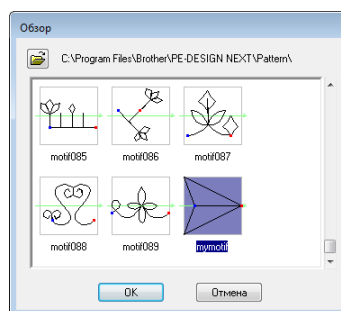 Обзор
C:\Program Files\Brother\PE-DESIGN NEXT\Pattern\
motif085 motif086 motif087
motif088 motif089 mymotif
OK Отмена